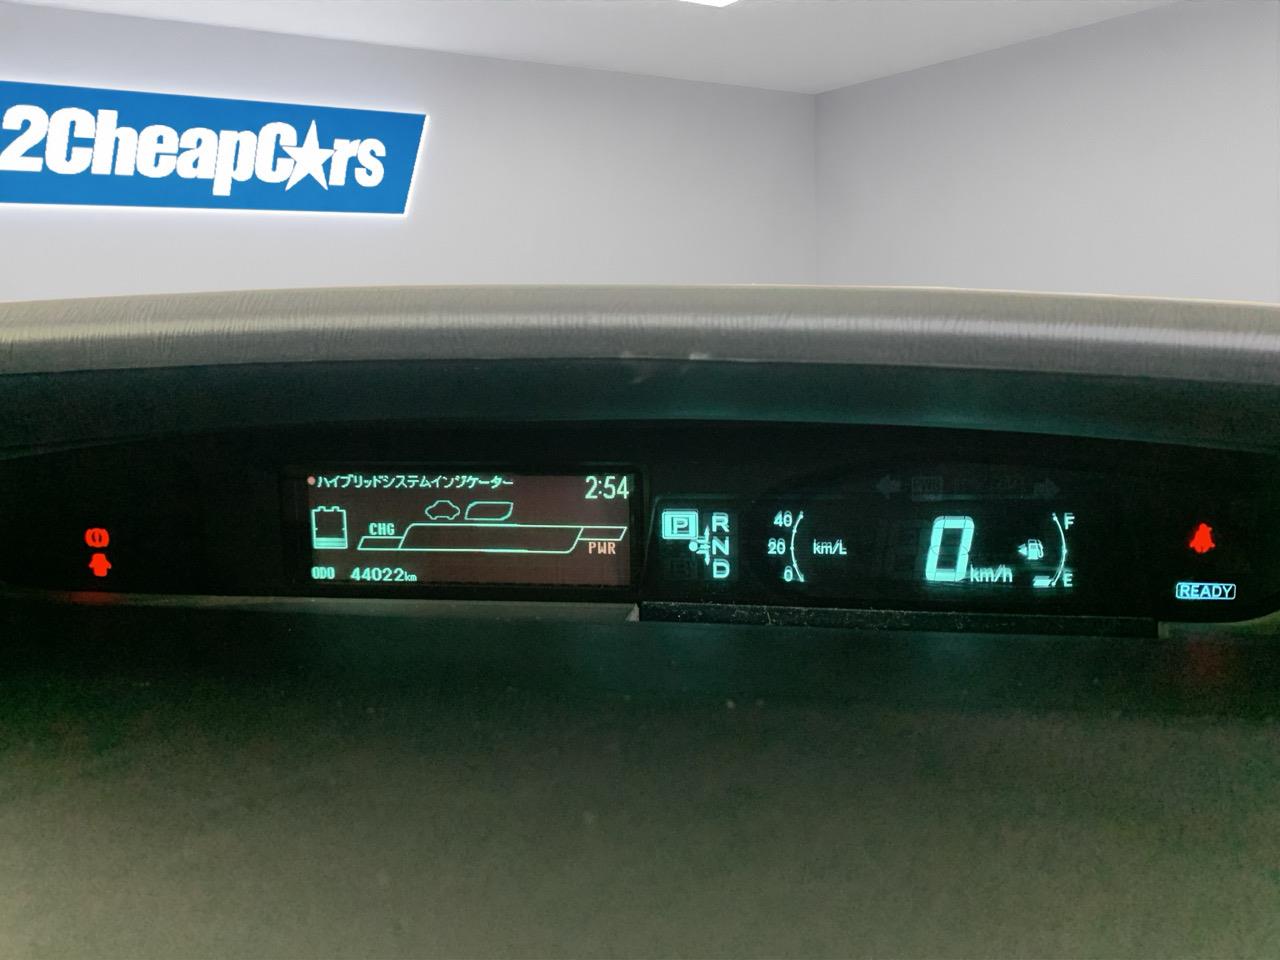 2CheapCars
ハイブリッドシステムインジケーター
2:54
CHG
PWR
ODO 44022km
P
R
N
D
40
20
0
km/L
0 km/h
F
E
READY